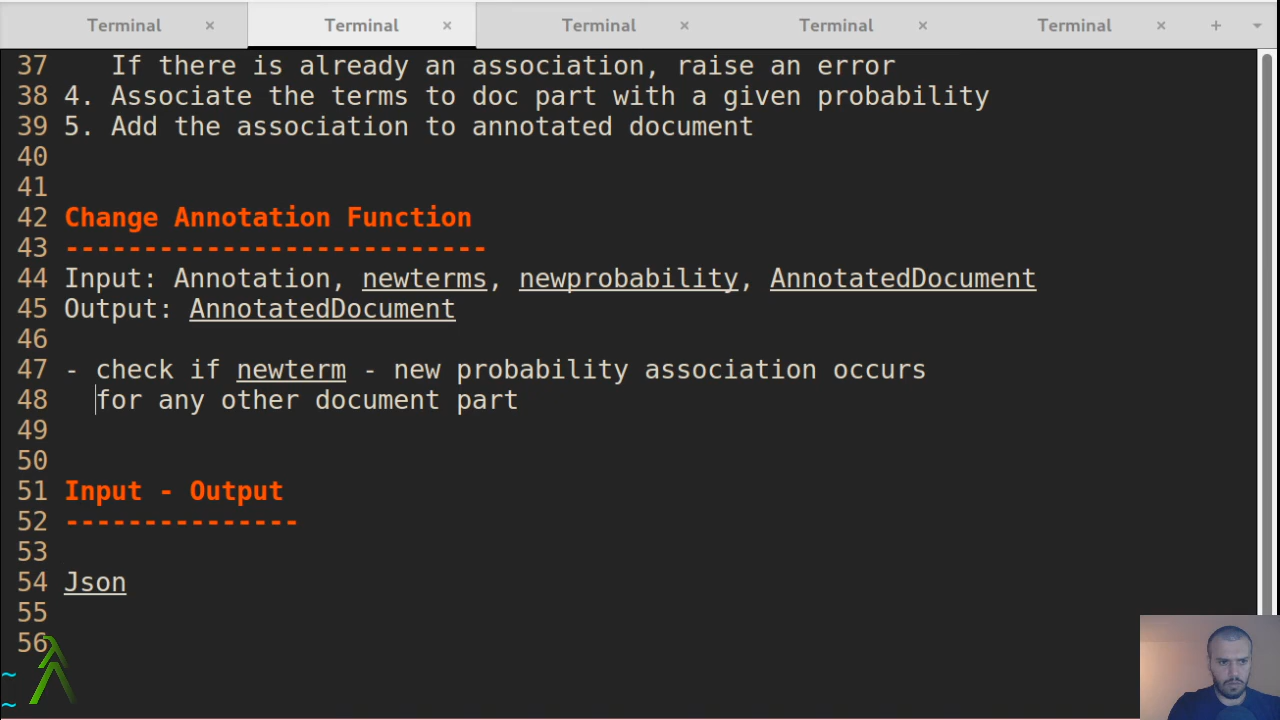 Terminal × Terminal × Terminal × Terminal × Terminal × +
37 If there is already an association, raise an error
38 4. Associate the terms to doc part with a given probability
39 5. Add the association to annotated document
40
41
42 Change Annotation Function
43 ---------------------------
44 Input: Annotation, newterms, newprobability, AnnotatedDocument
45 Output: AnnotatedDocument
46
47 - check if newterm - new probability association occurs
48 for any other document part
49
50
51 Input - Output
52 ---------------
53
54 Json
55
56
~
~